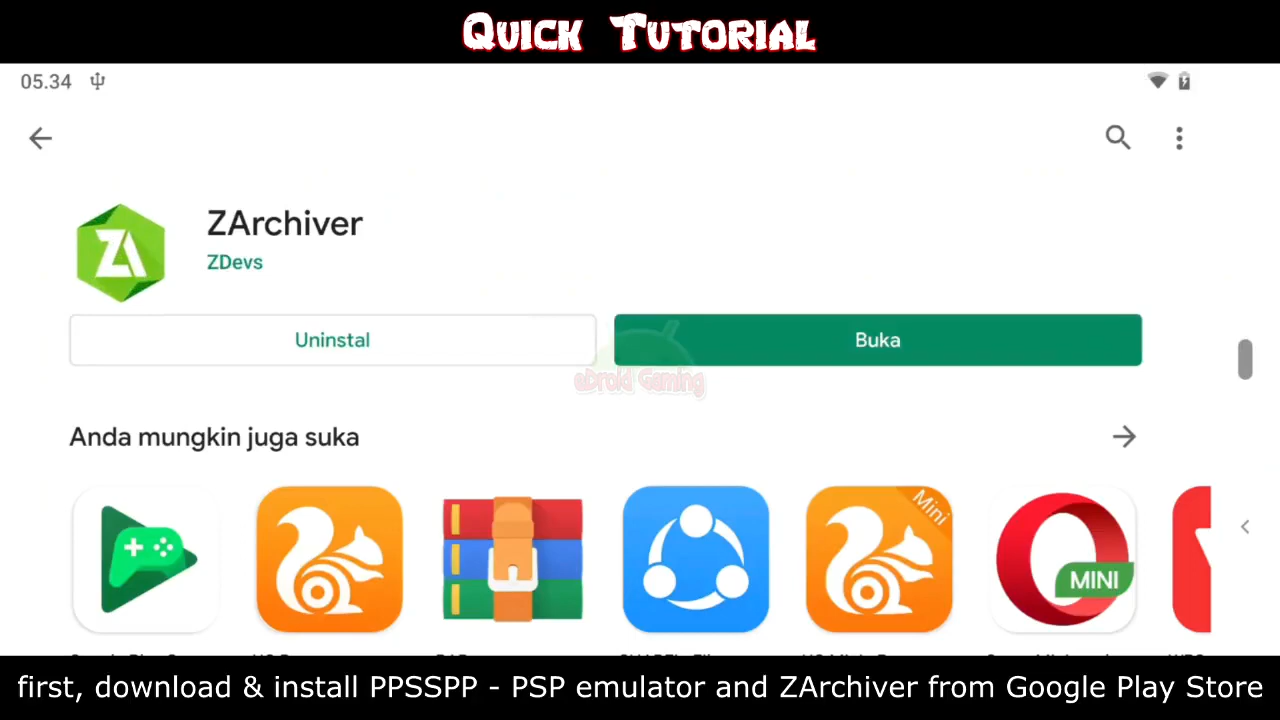 Quick Tutorial
05.34
ZArchiver
ZDevs
Uninstal
Buka
eDroid Gaming
Anda mungkin juga suka
Mini
MINI
first, download & install PPSSPP - PSP emulator and ZArchiver from Google Play Store